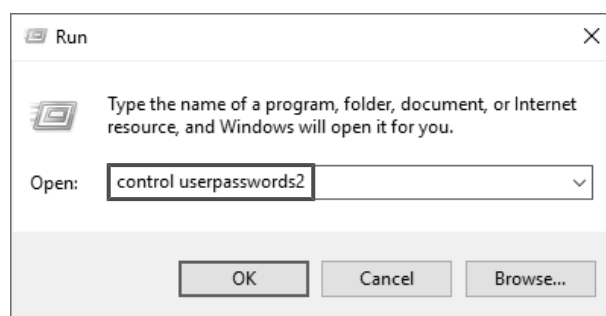 Run
Type the name of a program, folder, document, or Internet
resource, and Windows will open it for you.
Open: control userpasswords2
OK Cancel Browse...